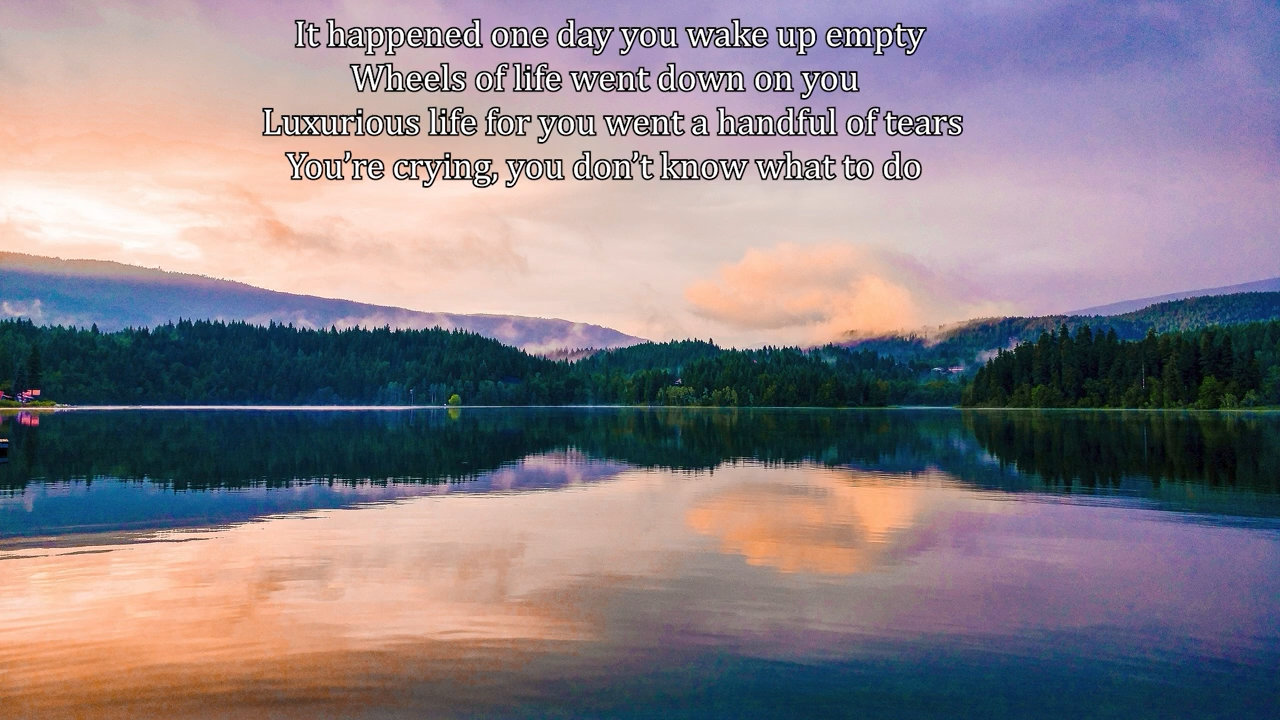 It happened one day you wake up empty
Wheels of life went down on you
Luxurious life for you went a handful of tears
You’re crying, you don’t know what to do